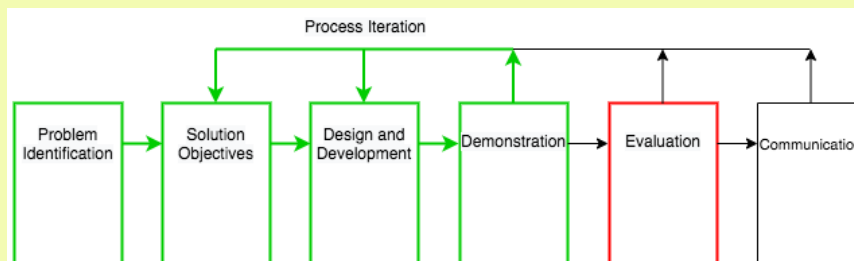 Process Iteration
Problem
Identification
Solution
Objectives
Design and
Development
Demonstration
Evaluation
Communicatio